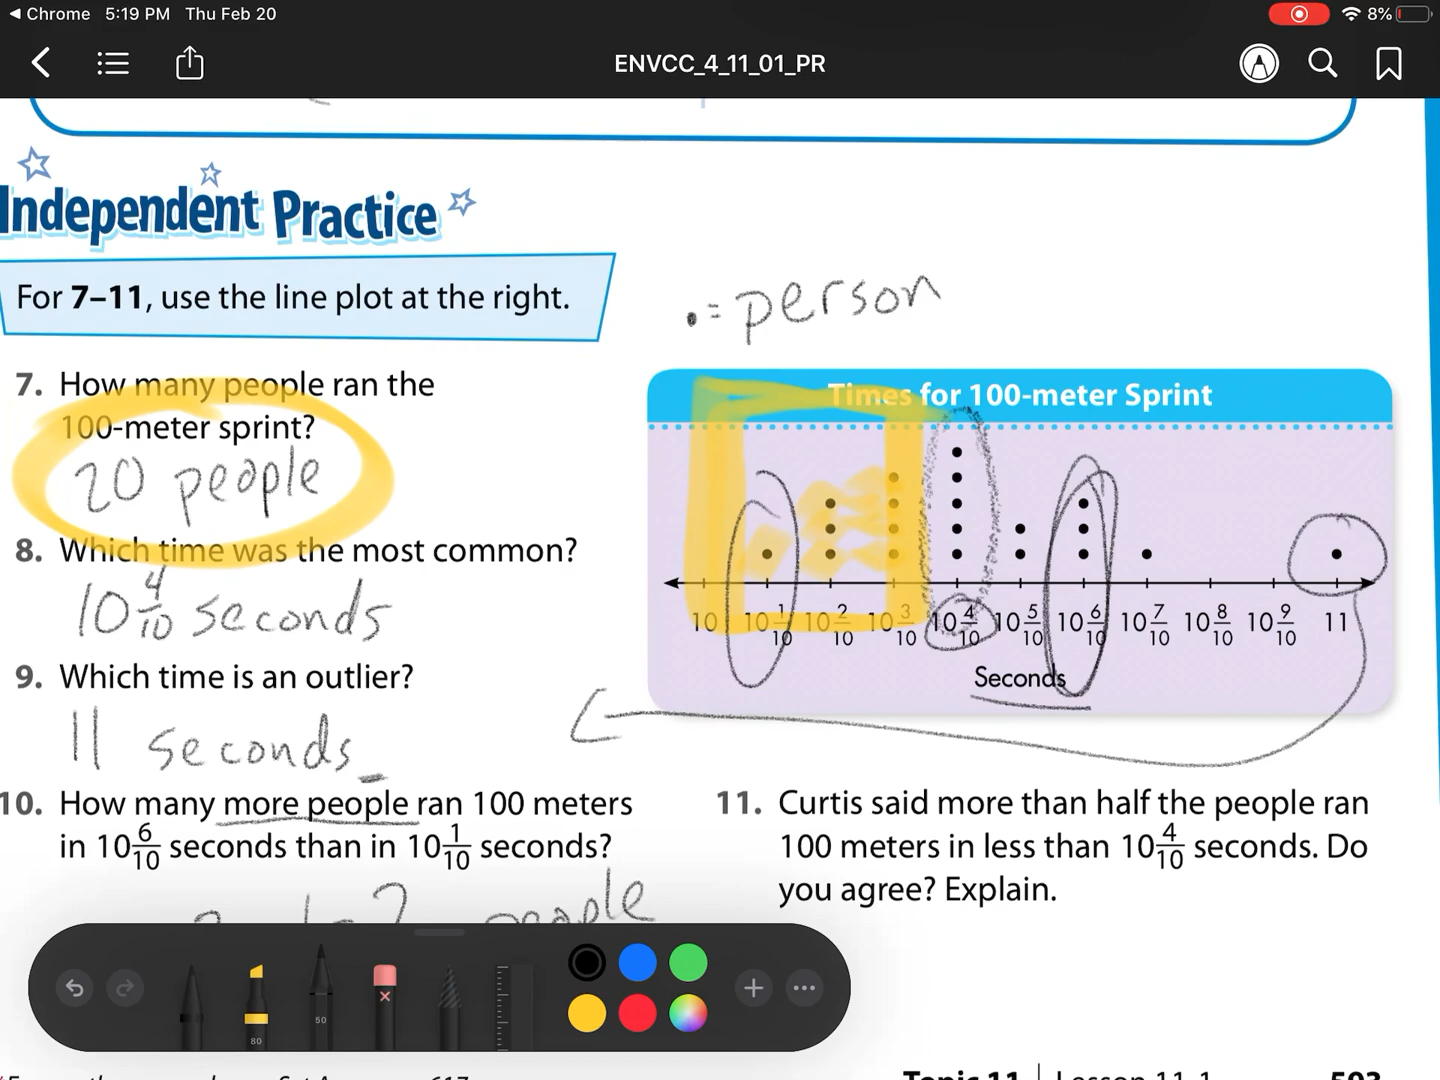 Chrome 5:19 PM Thu Feb 20 8%
ENVCC_4_11_01_PR
Independent Practice
For 7–11, use the line plot at the right.
• = person
7. How many people ran the
100-meter sprint?
20 people
8. Which time was the most common?
10 4/10 seconds
9. Which time is an outlier?
11 seconds
10. How many more people ran 100 meters
in 10 6/10 seconds than in 10 1/10 seconds?
people
Times for 100-meter Sprint
10 10 1/10 10 2/10 10 3/10 10 4/10 10 5/10 10 6/10 10 7/10 10 8/10 10 9/10 11
Seconds
11. Curtis said more than half the people ran
100 meters in less than 10 4/10 seconds. Do
you agree? Explain.
80 50
Topic 11 | Lesson 11-1 593